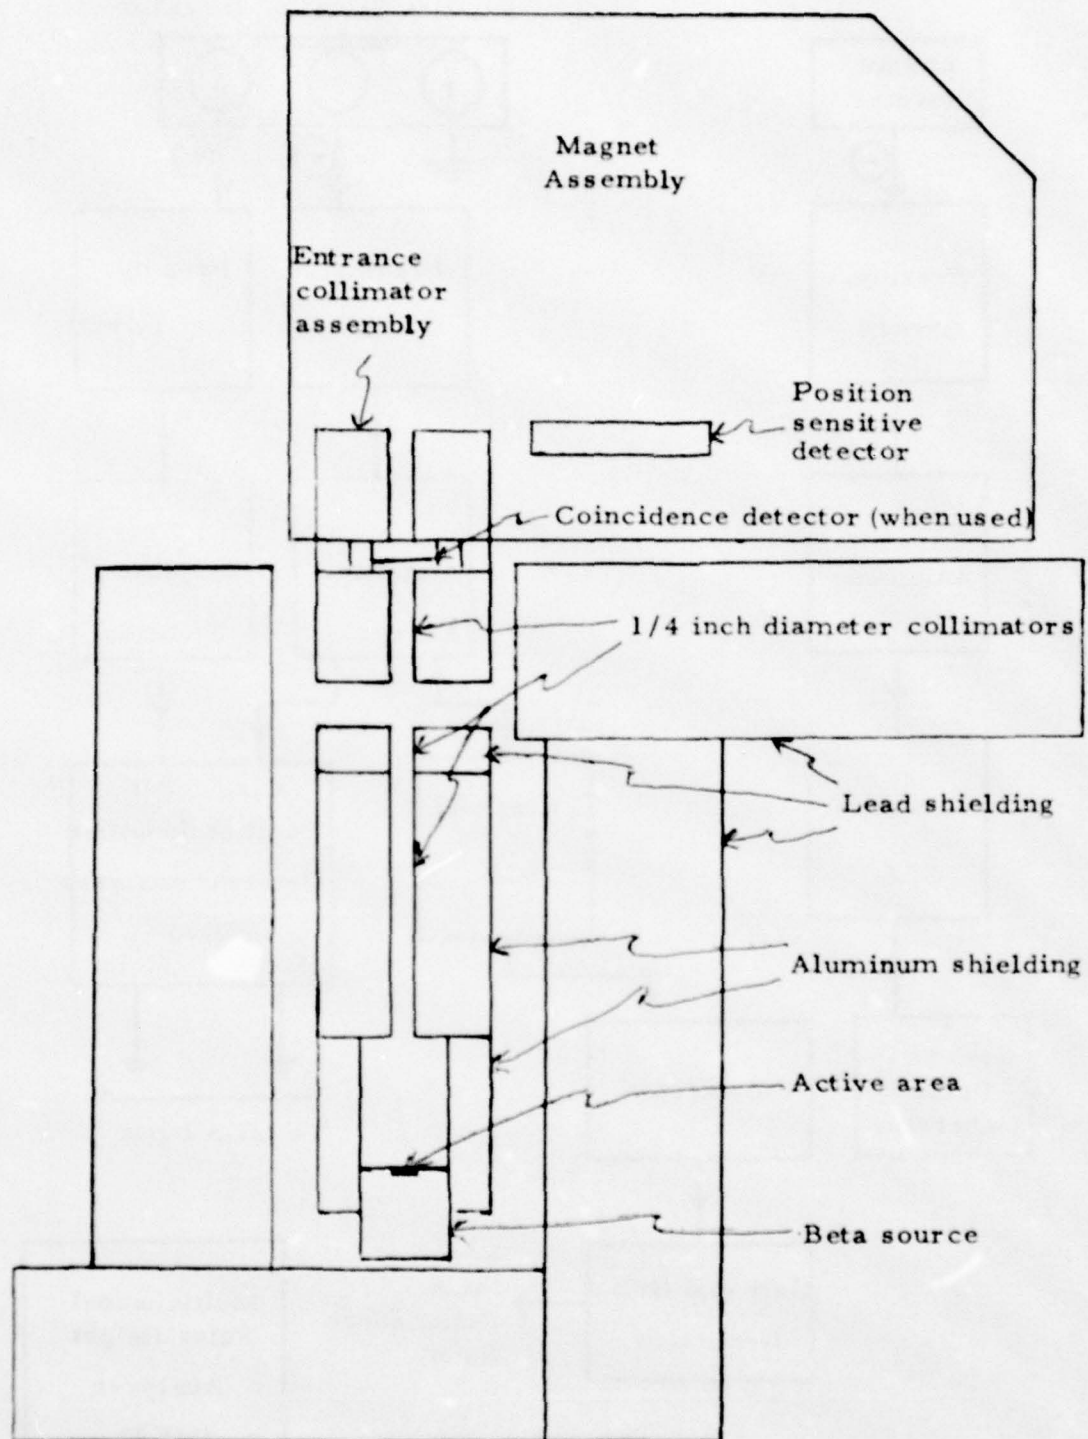 Magnet
Assembly
Entrance
collimator
assembly
Position
sensitive
detector
Coincidence detector (when used)
1/4 inch diameter collimators
Lead shielding
Aluminum shielding
Active area
Beta source